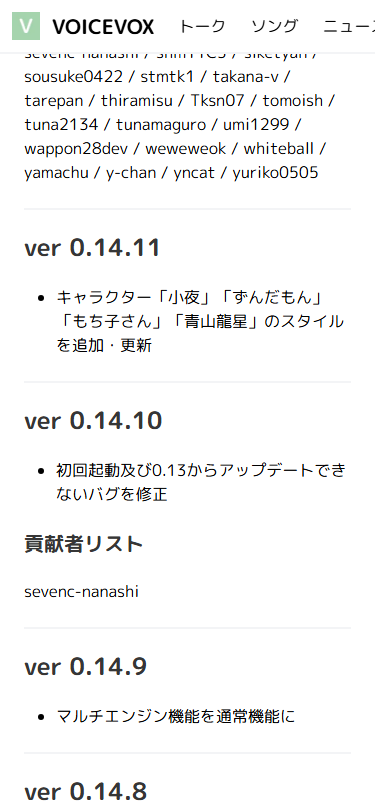 V VOICEVOX トーク ソング ニュース
sevenc-nanashi / shm11C3 / siketyan /
sousuke0422 / stmtk1 / takana-v /
tarepan / thiramisu / Tksn07 / tomoish /
tuna2134 / tunamaguro / umi1299 /
wappon28dev / weweweok / whiteball /
yamachu / y-chan / yncat / yuriko0505
ver 0.14.11
キャラクター「小夜」「ずんだもん」
「もち子さん」「青山龍星」のスタイル
を追加・更新
ver 0.14.10
初回起動及び0.13からアップデートでき
ないバグを修正
貢献者リスト
sevenc-nanashi
ver 0.14.9
マルチエンジン機能を通常機能に
ver 0.14.8